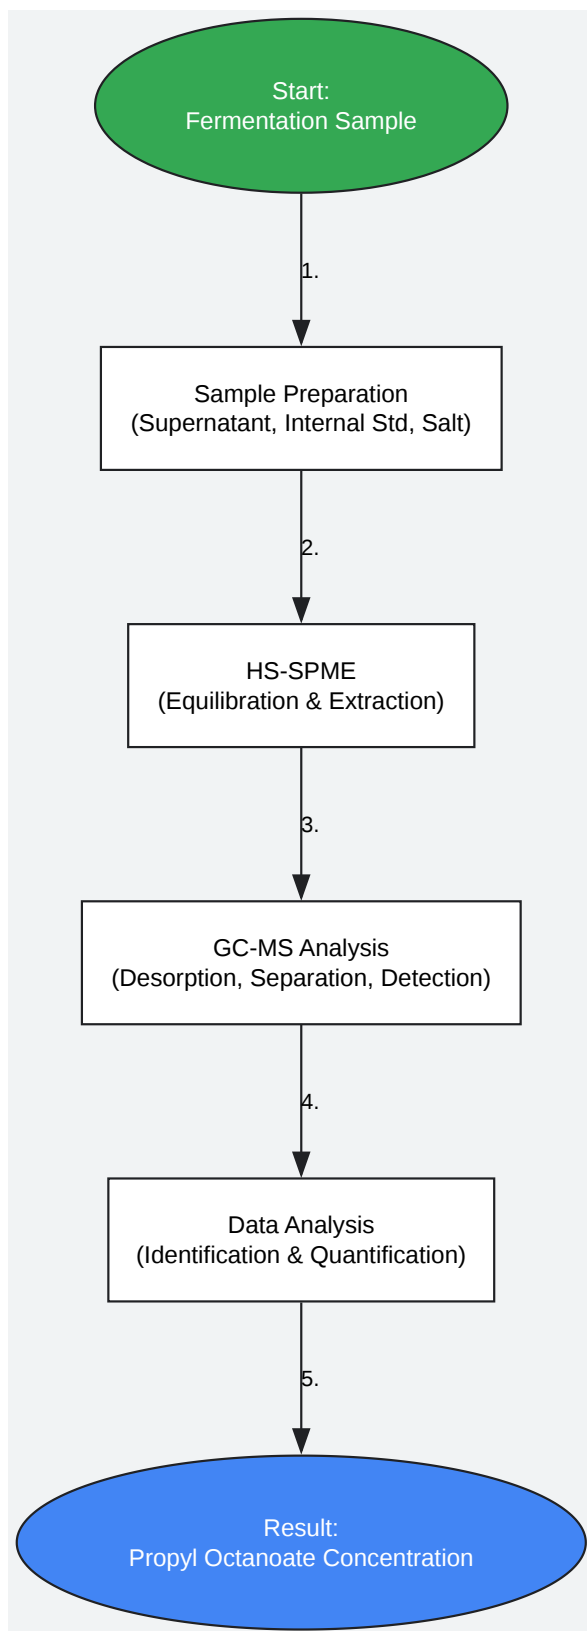 Start:
Fermentation Sample
1.
Sample Preparation
(Supernatant, Internal Std, Salt)
2.
HS-SPME
(Equilibration & Extraction)
3.
GC-MS Analysis
(Desorption, Separation, Detection)
4.
Data Analysis
(Identification & Quantification)
5.
Result:
Propyl Octanoate Concentration